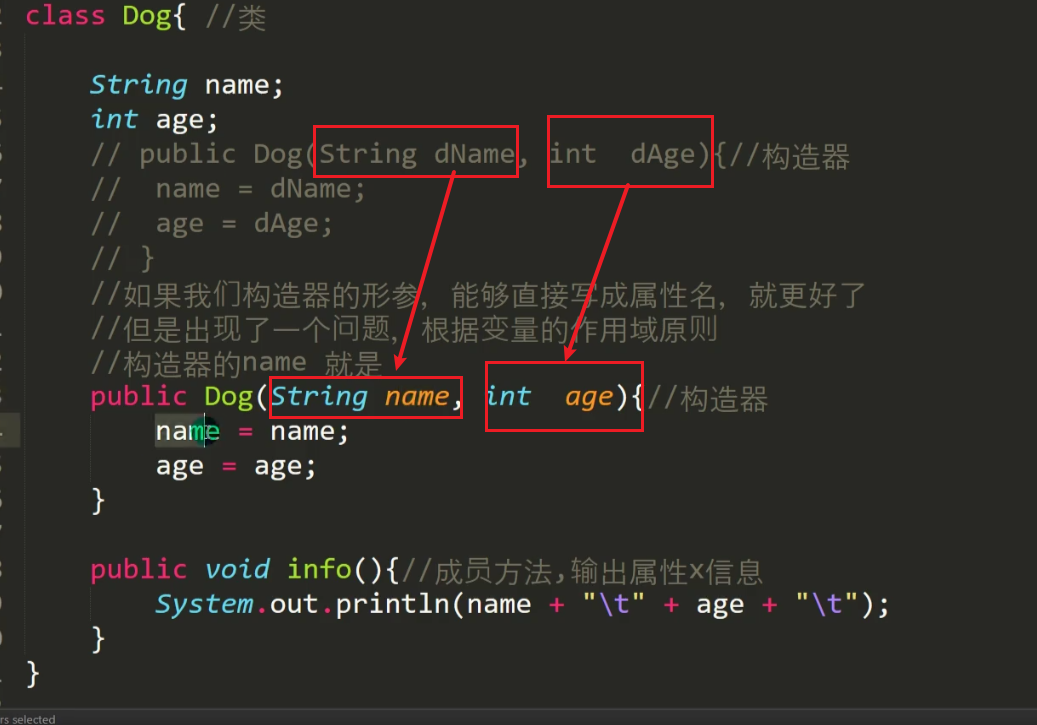 class Dog{ //类
String name;
int age;
// public Dog(String dName, int dAge){//构造器
// name = dName;
// age = dAge;
// }
//如果我们构造器的形参, 能够直接写成属性名, 就更好了
//但是出现了一个问题, 根据变量的作用域原则
//构造器的name 就是
public Dog(String name, int age){//构造器
name = name;
age = age;
}
public void info(){//成员方法,输出属性x信息
System.out.println(name + "\t" + age + "\t");
}
}
rs selected